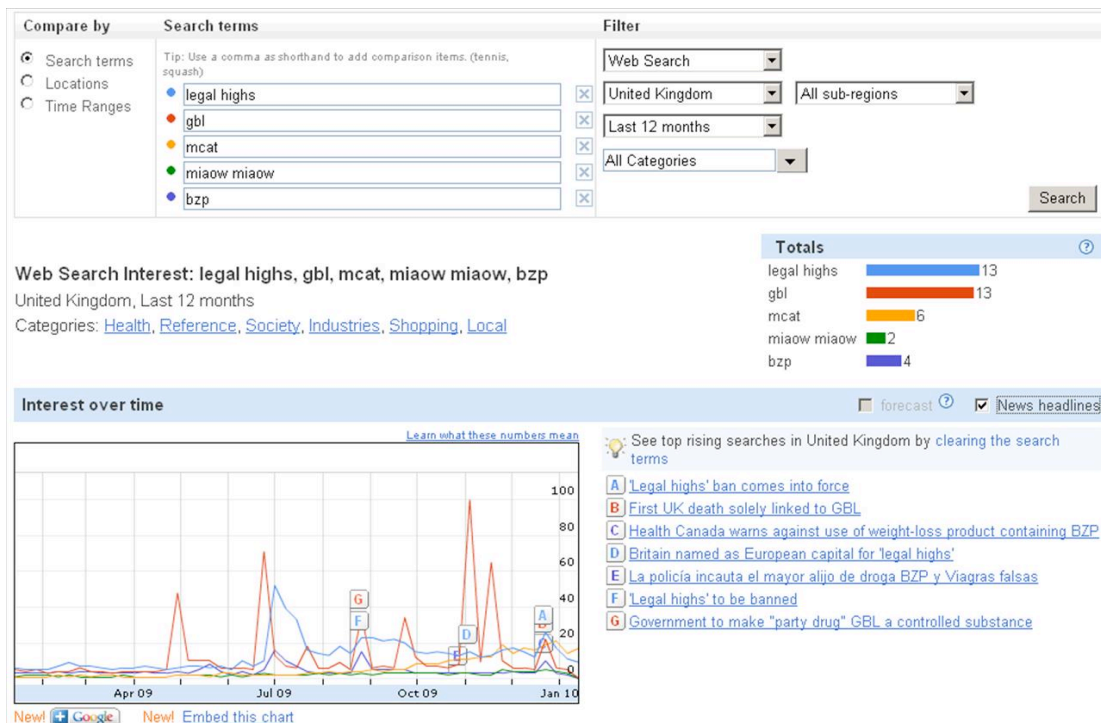 Compare by
Search terms
Filter
Search terms
Locations
Time Ranges
Tip: Use a comma as shorthand to add comparison items. (tennis,
squash)
legal highs
gbl
mcat
miaow miaow
bzp
Web Search
United Kingdom
All sub-regions
Last 12 months
All Categories
Search
Web Search Interest: legal highs, gbl, mcat, miaow miaow, bzp
United Kingdom, Last 12 months
Categories: Health, Reference, Society, Industries, Shopping, Local
Totals ?
legal highs 13
gbl 13
mcat 6
miaow miaow 2
bzp 4
Interest over time
forecast ? News headlines
Learn what these numbers mean
100
80
60
40
20
0
G
F
D
E
A
Apr 09 Jul 09 Oct 09 Jan 10
See top rising searches in United Kingdom by clearing the search
terms
A 'Legal highs' ban comes into force
B First UK death solely linked to GBL
C Health Canada warns against use of weight-loss product containing BZP
D Britain named as European capital for 'legal highs'
E La policía incauta el mayor alijo de droga BZP y Viagras falsas
F 'Legal highs' to be banned
G Government to make "party drug" GBL a controlled substance
New! Google New! Embed this chart